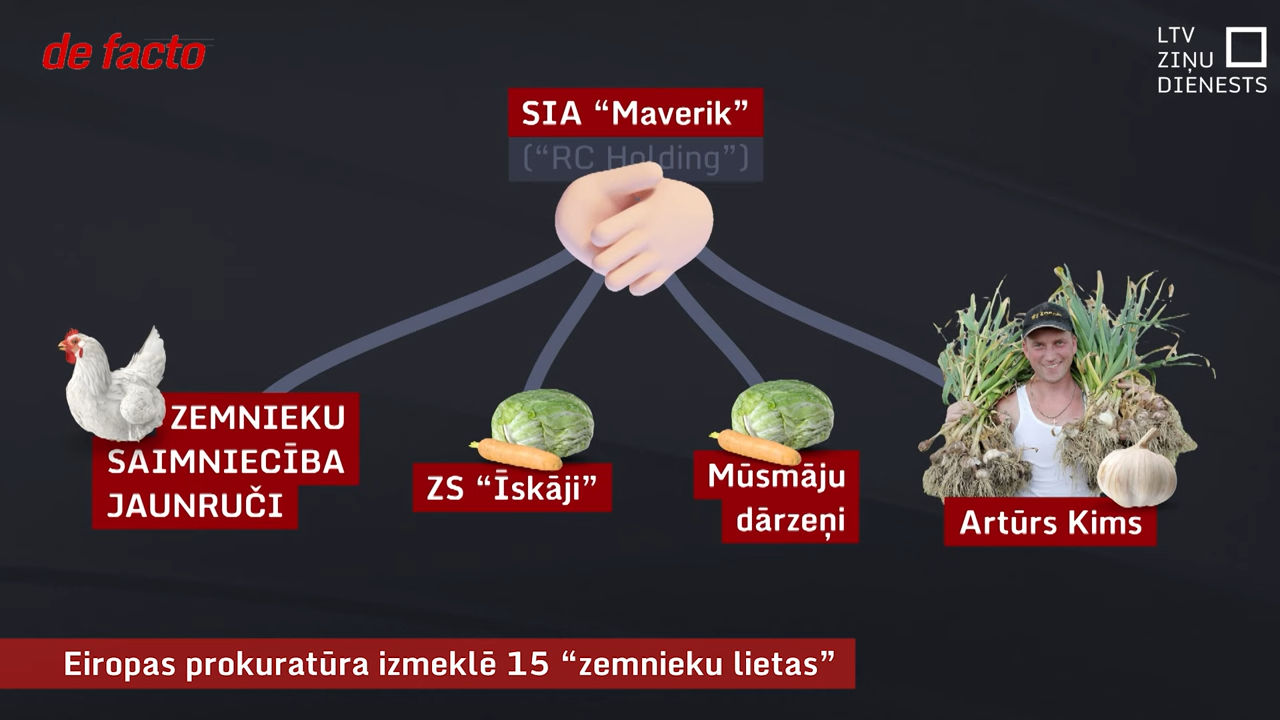 de facto
LTV
ZIŅU
DIENESTS
SIA “Maverik”
(“RC Holding”)
ZEMNIEKU
SAIMNIECĪBA
JAUNRUČI
ZS “Īskāji”
Mūsmāju
dārzeņi
Artūrs Kims
Eiropas prokuratūra izmeklē 15 “zemnieku lietas”